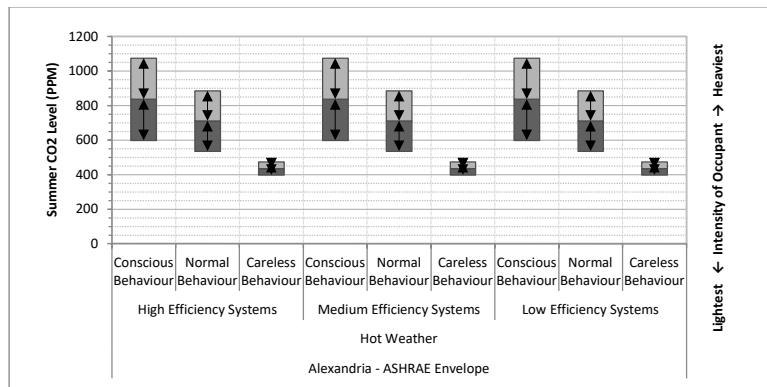 Summer CO2 Level (PPM)
1200
1000
800
600
400
200
0
Conscious Behaviour
Normal Behaviour
Careless Behaviour
Conscious Behaviour
Normal Behaviour
Careless Behaviour
Conscious Behaviour
Normal Behaviour
Careless Behaviour
High Efficiency Systems
Medium Efficiency Systems
Low Efficiency Systems
Hot Weather
Alexandria - ASHRAE Envelope
Lightest ← Intensity of Occupant → Heaviest